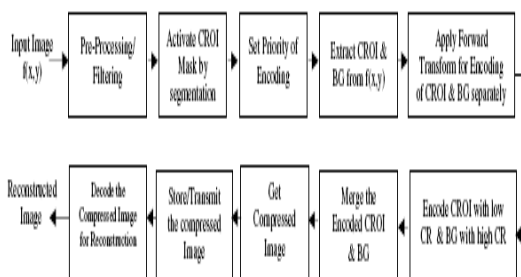 Input Image
f(x,y)
Pre-Processing/
Filtering
Activate CROI
Mask by
segmentation
Set Priority of
Encoding
Extract CROI &
BG from f(x,y)
Apply Forward
Transform for Encoding
of CROI & BG separately
Reconstructed
Image
Decode the
Compressed Image
for Reconstruction
Store/Transmit
the compressed
Image
Get
Compressed
Image
Merge the
Encoded CROI
& BG
Encode CROI with low
CR & BG with high CR